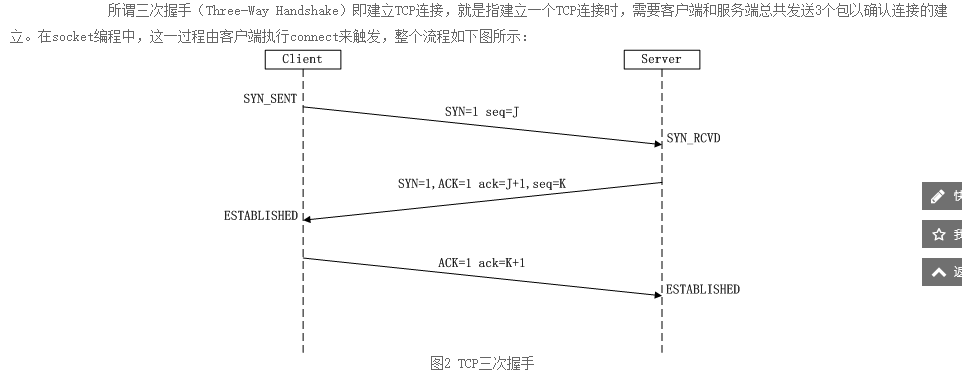 所谓三次握手（Three-Way Handshake）即建立TCP连接，就是指建立一个TCP连接时，需要客户端和服务端总共发送3个包以确认连接的建
立。在socket编程中，这一过程由客户端执行connect来触发，整个流程如下图所示：
Client
Server
SYN_SENT
SYN=1 seq=J
SYN_RCVD
SYN=1,ACK=1 ack=J+1,seq=K
ESTABLISHED
ACK=1 ack=K+1
ESTABLISHED
图2 TCP三次握手